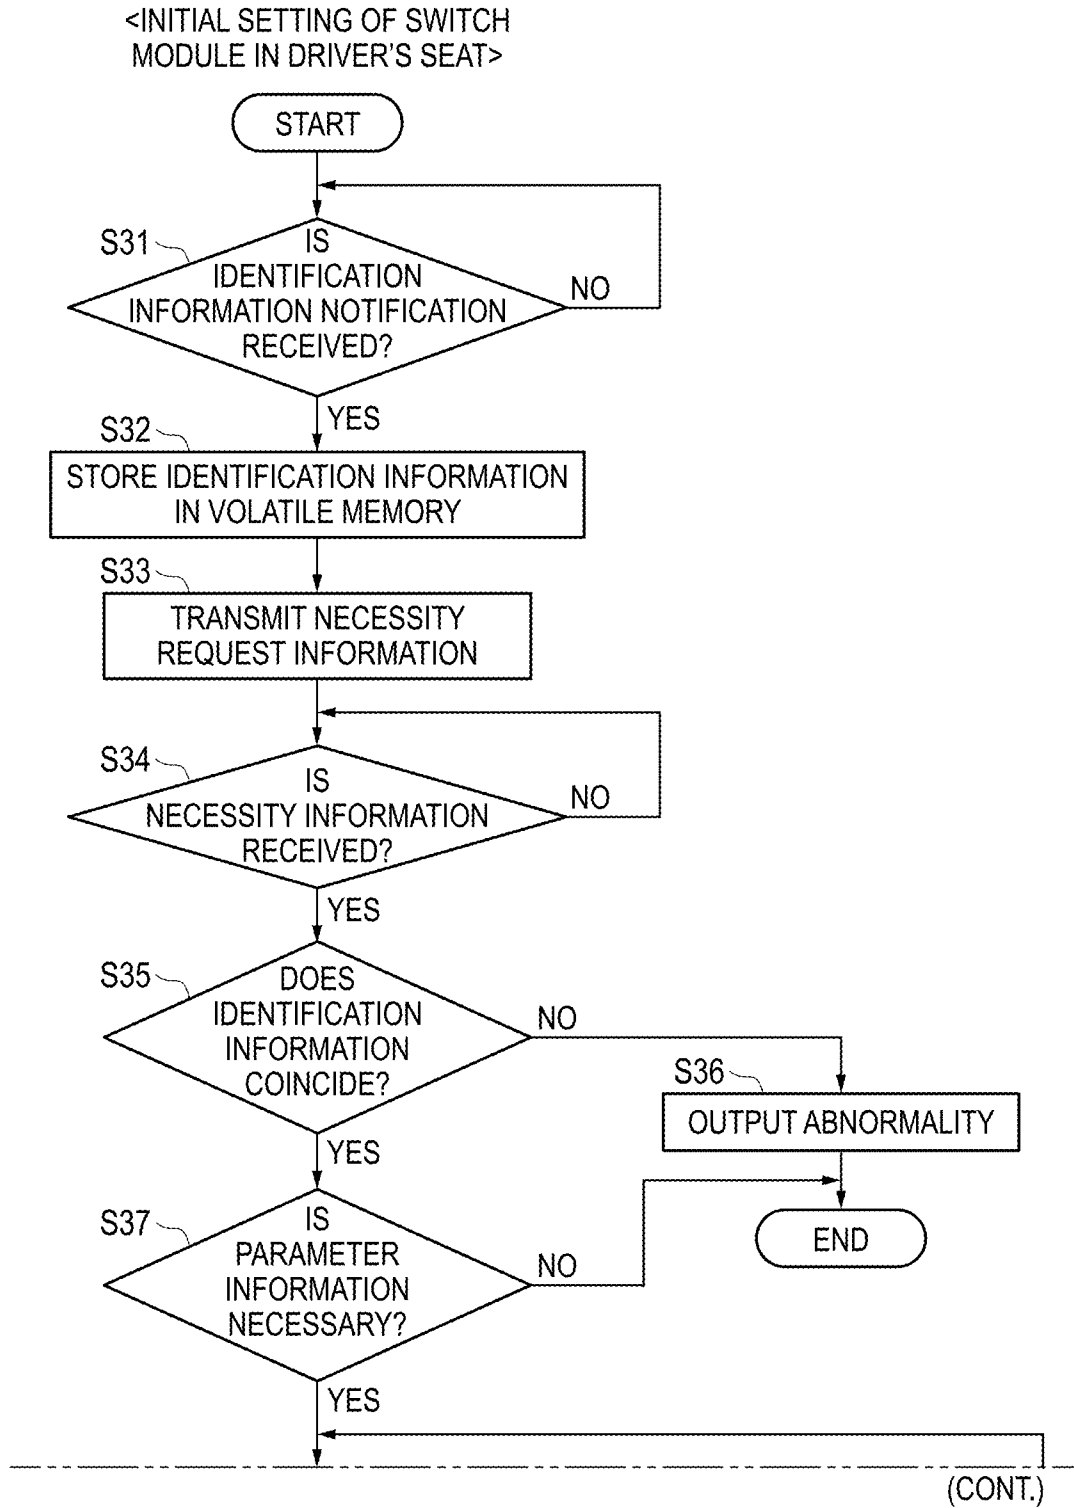 <INITIAL SETTING OF SWITCH
MODULE IN DRIVER'S SEAT>
START
S31
IS
IDENTIFICATION
INFORMATION NOTIFICATION
RECEIVED?
NO
YES
S32
STORE IDENTIFICATION INFORMATION
IN VOLATILE MEMORY
S33
TRANSMIT NECESSITY
REQUEST INFORMATION
S34
IS
NECESSITY INFORMATION
RECEIVED?
NO
YES
S35
DOES
IDENTIFICATION
INFORMATION
COINCIDE?
NO
YES
S36
OUTPUT ABNORMALITY
END
S37
IS
PARAMETER
INFORMATION
NECESSARY?
NO
YES
(CONT.)